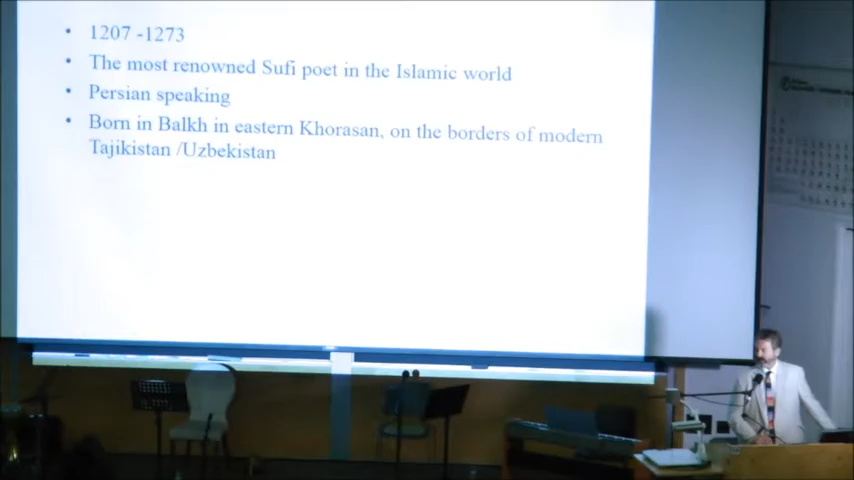 • 1207 -1273
• The most renowned Sufi poet in the Islamic world
• Persian speaking
• Born in Balkh in eastern Khorasan, on the borders of modern
Tajikistan /Uzbekistan